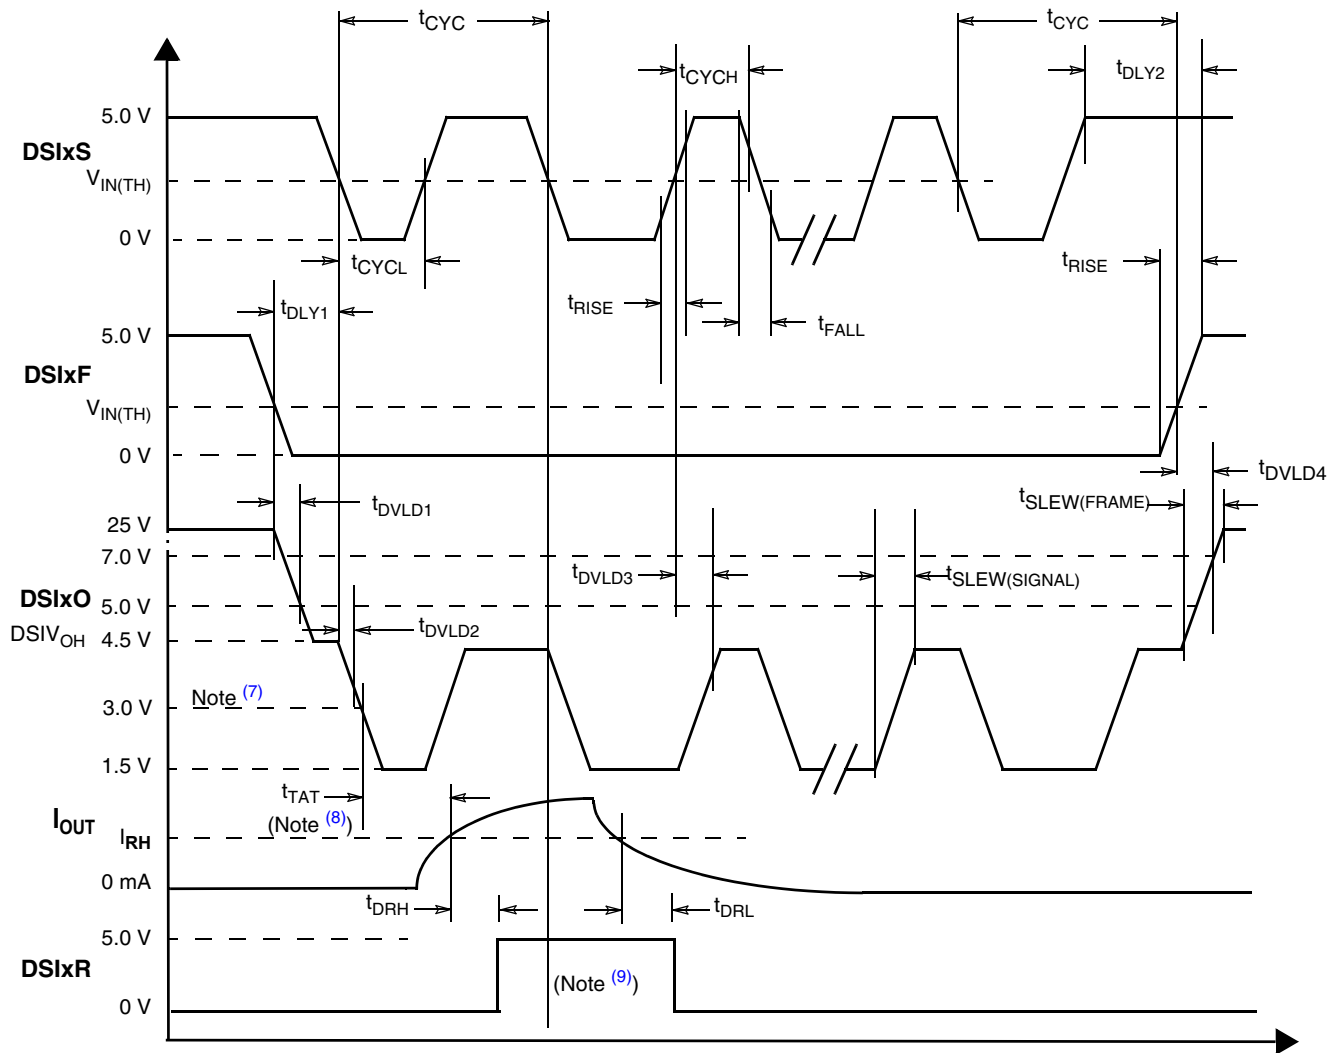 tCYC
tCYC
tCYCH
tDLY2
5.0 V
DSIxS
VIN(TH)
0 V
tCYCL
tRISE
tDLY1
tRISE
tFALL
5.0 V
DSIxF
VIN(TH)
0 V
tDVLD4
tSLEW(FRAME)
tDVLD1
25 V
7.0 V
tDVLD3
tSLEW(SIGNAL)
DSIxO
5.0 V
DSIVOH 4.5 V
tDVLD2
Note (7)
3.0 V
1.5 V
tTAT
(Note (8))
IOUT
IRH
0 mA
tDRH
tDRL
5.0 V
DSIxR
(Note (9))
0 V